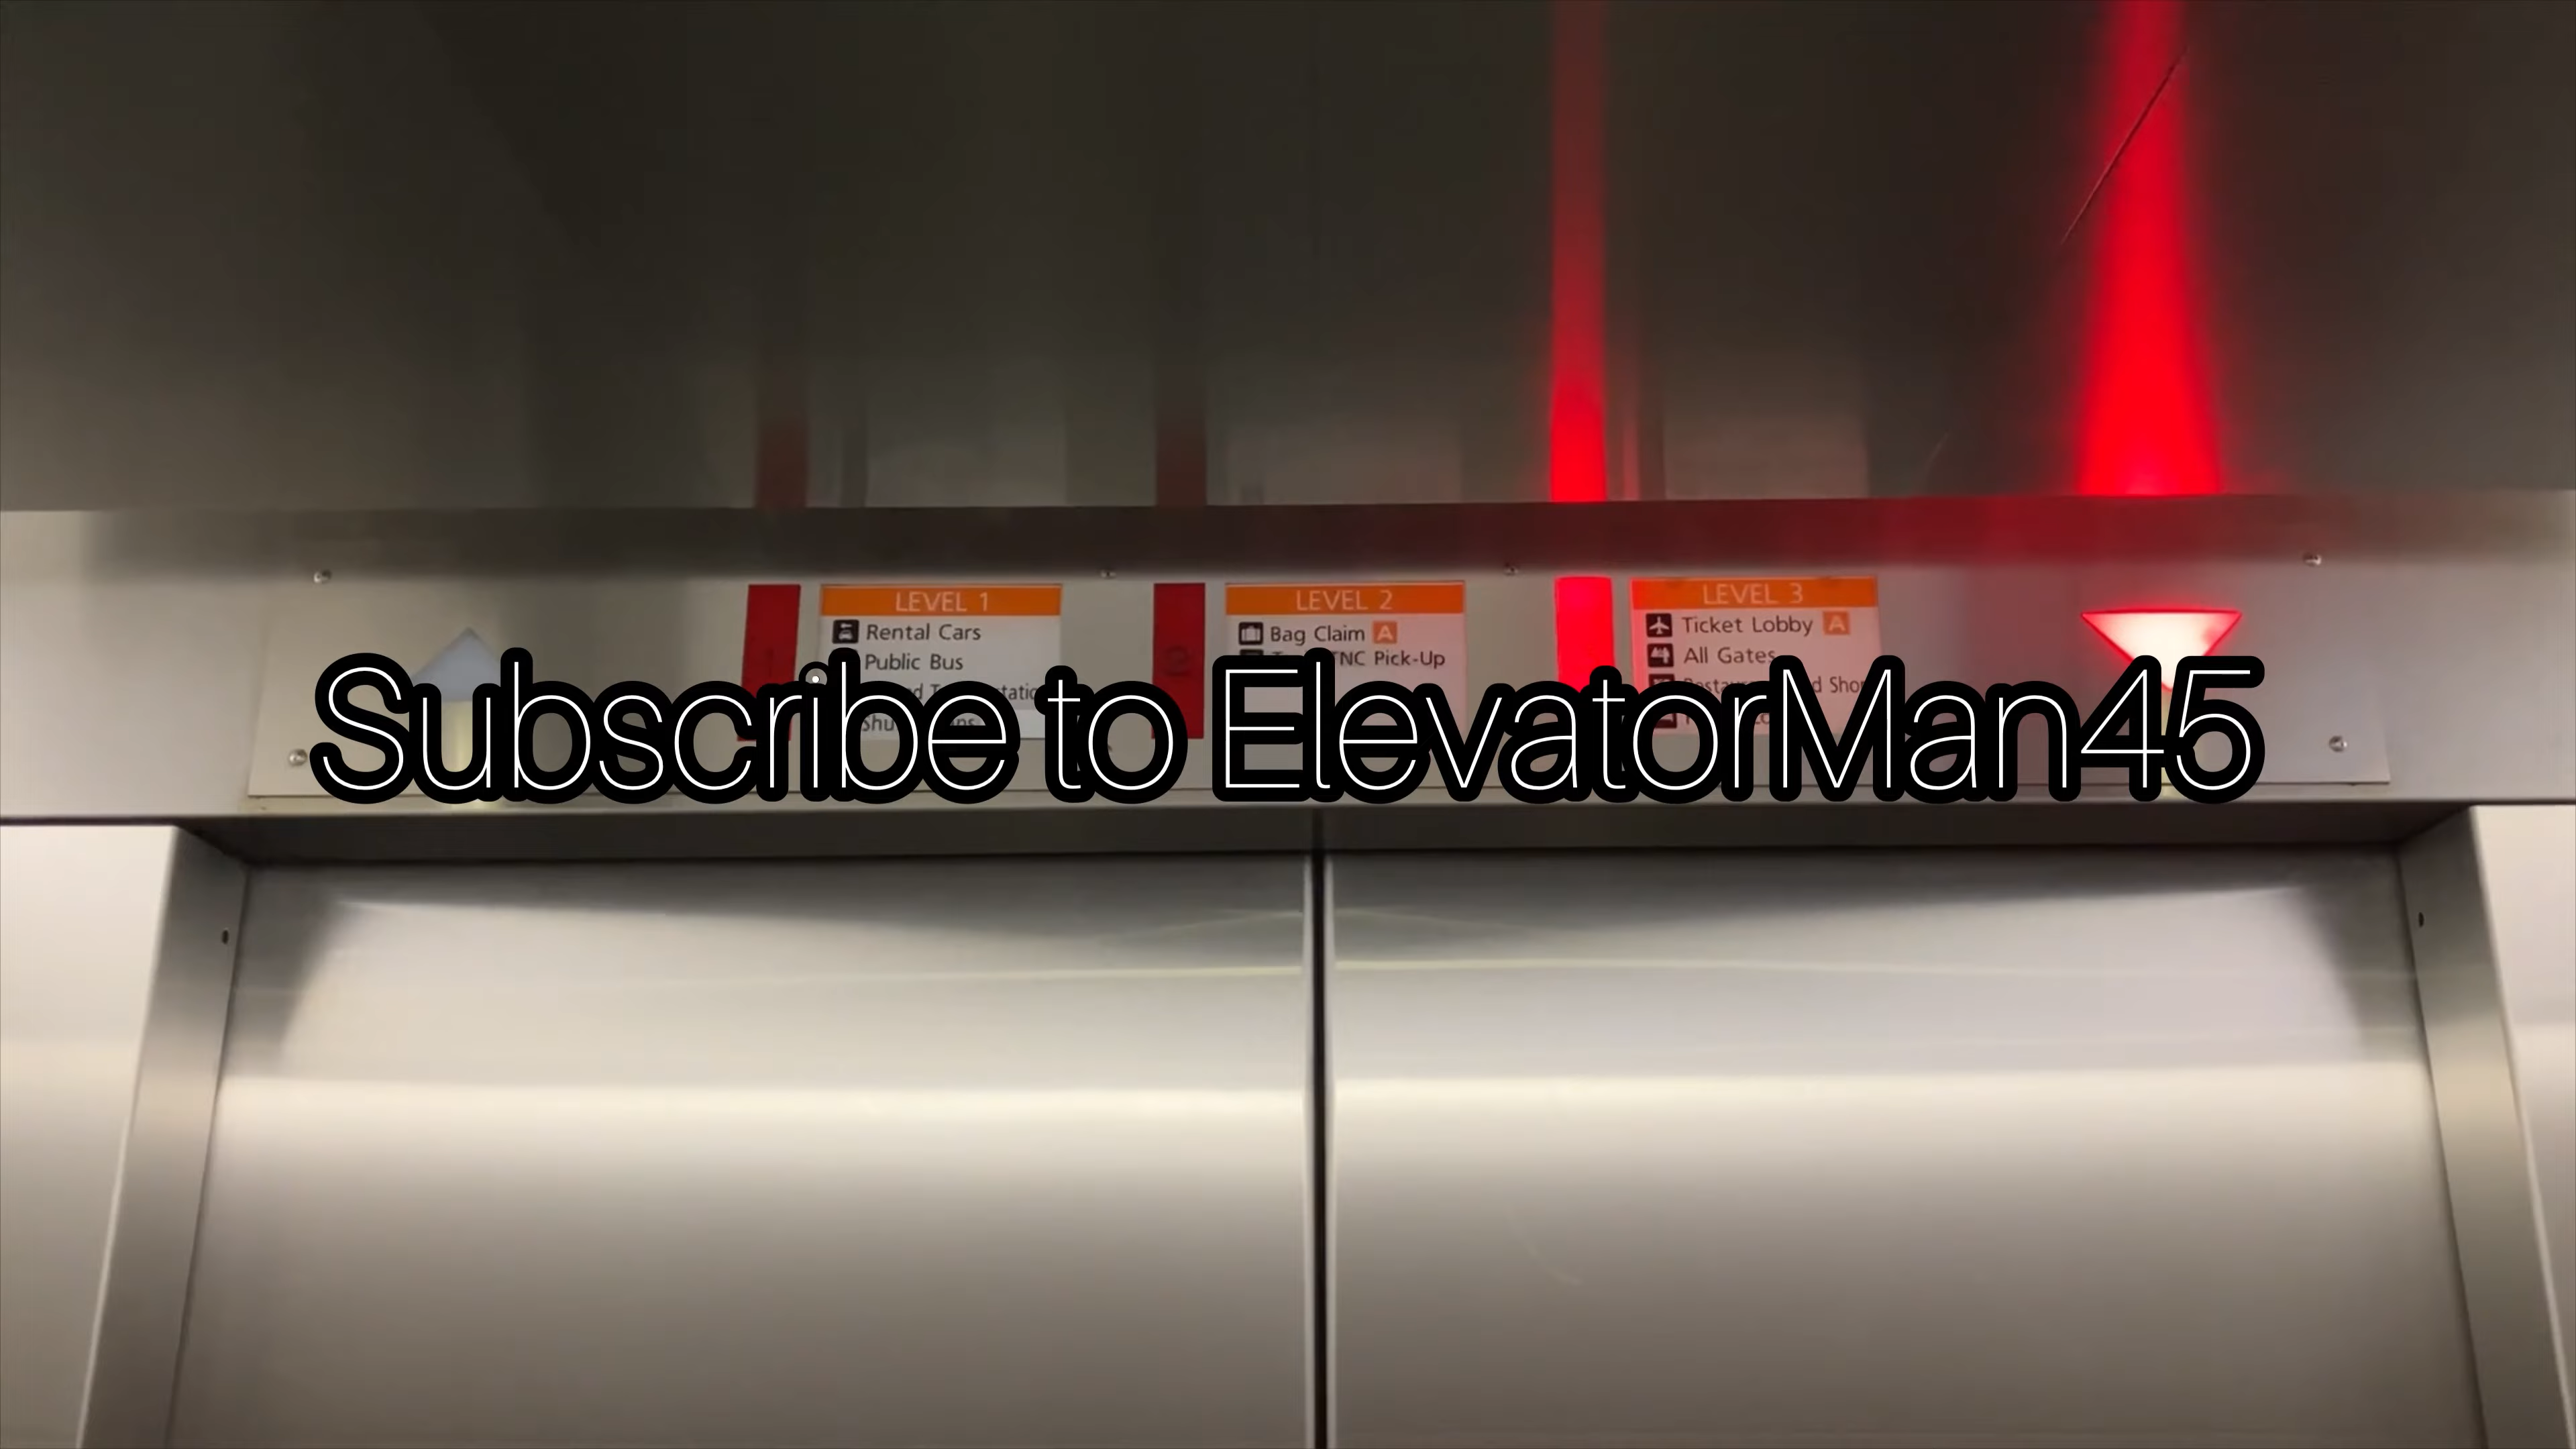 LEVEL 1
Rental Cars
Public Bus
LEVEL 2
Bag Claim A
Pick-Up
LEVEL 3
Ticket Lobby A
All Gates
Subscribe to ElevatorMan45